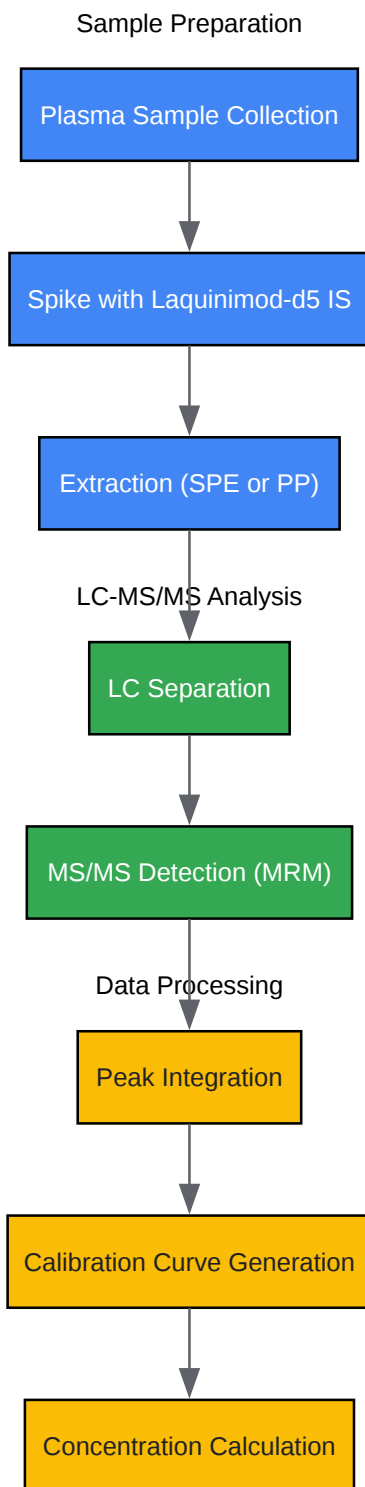 Sample Preparation
Plasma Sample Collection
Spike with Laquinimod-d5 IS
Extraction (SPE or PP)
LC-MS/MS Analysis
LC Separation
MS/MS Detection (MRM)
Data Processing
Peak Integration
Calibration Curve Generation
Concentration Calculation